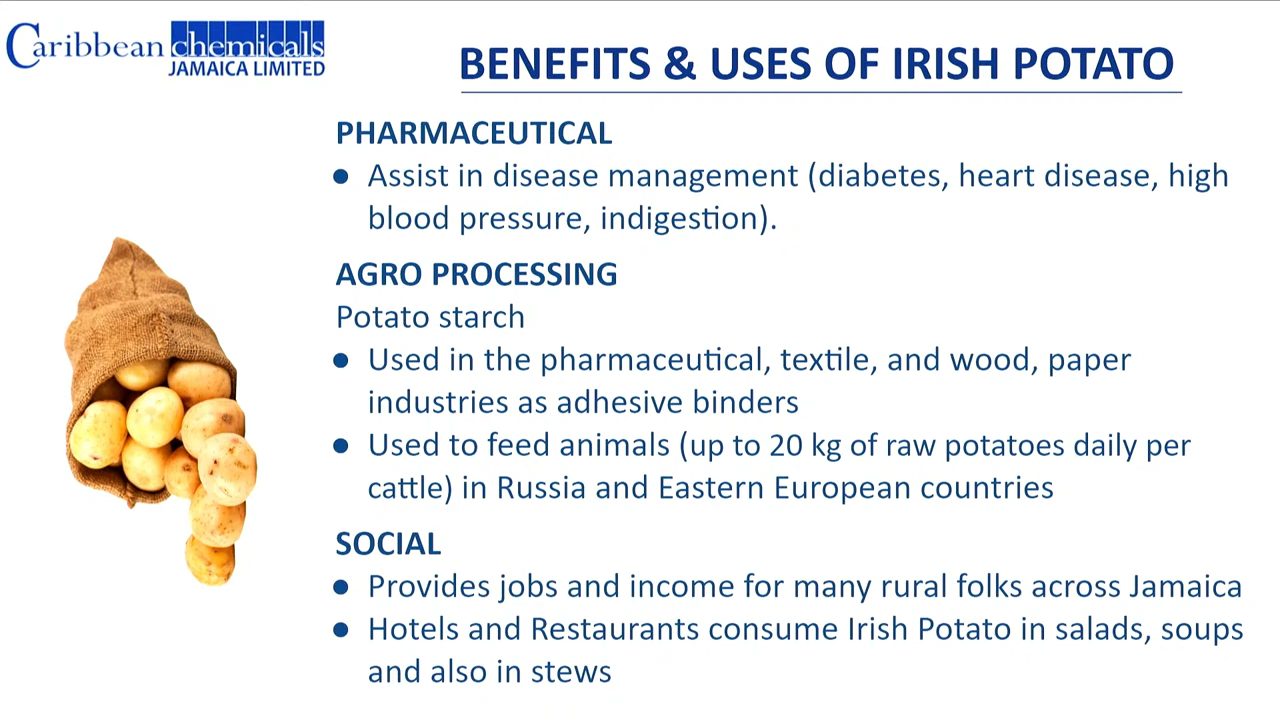 Caribbean chemicals
JAMAICA LIMITED
BENEFITS & USES OF IRISH POTATO
PHARMACEUTICAL
● Assist in disease management (diabetes, heart disease, high
blood pressure, indigestion).
AGRO PROCESSING
Potato starch
● Used in the pharmaceutical, textile, and wood, paper
industries as adhesive binders
● Used to feed animals (up to 20 kg of raw potatoes daily per
cattle) in Russia and Eastern European countries
SOCIAL
● Provides jobs and income for many rural folks across Jamaica
● Hotels and Restaurants consume Irish Potato in salads, soups
and also in stews